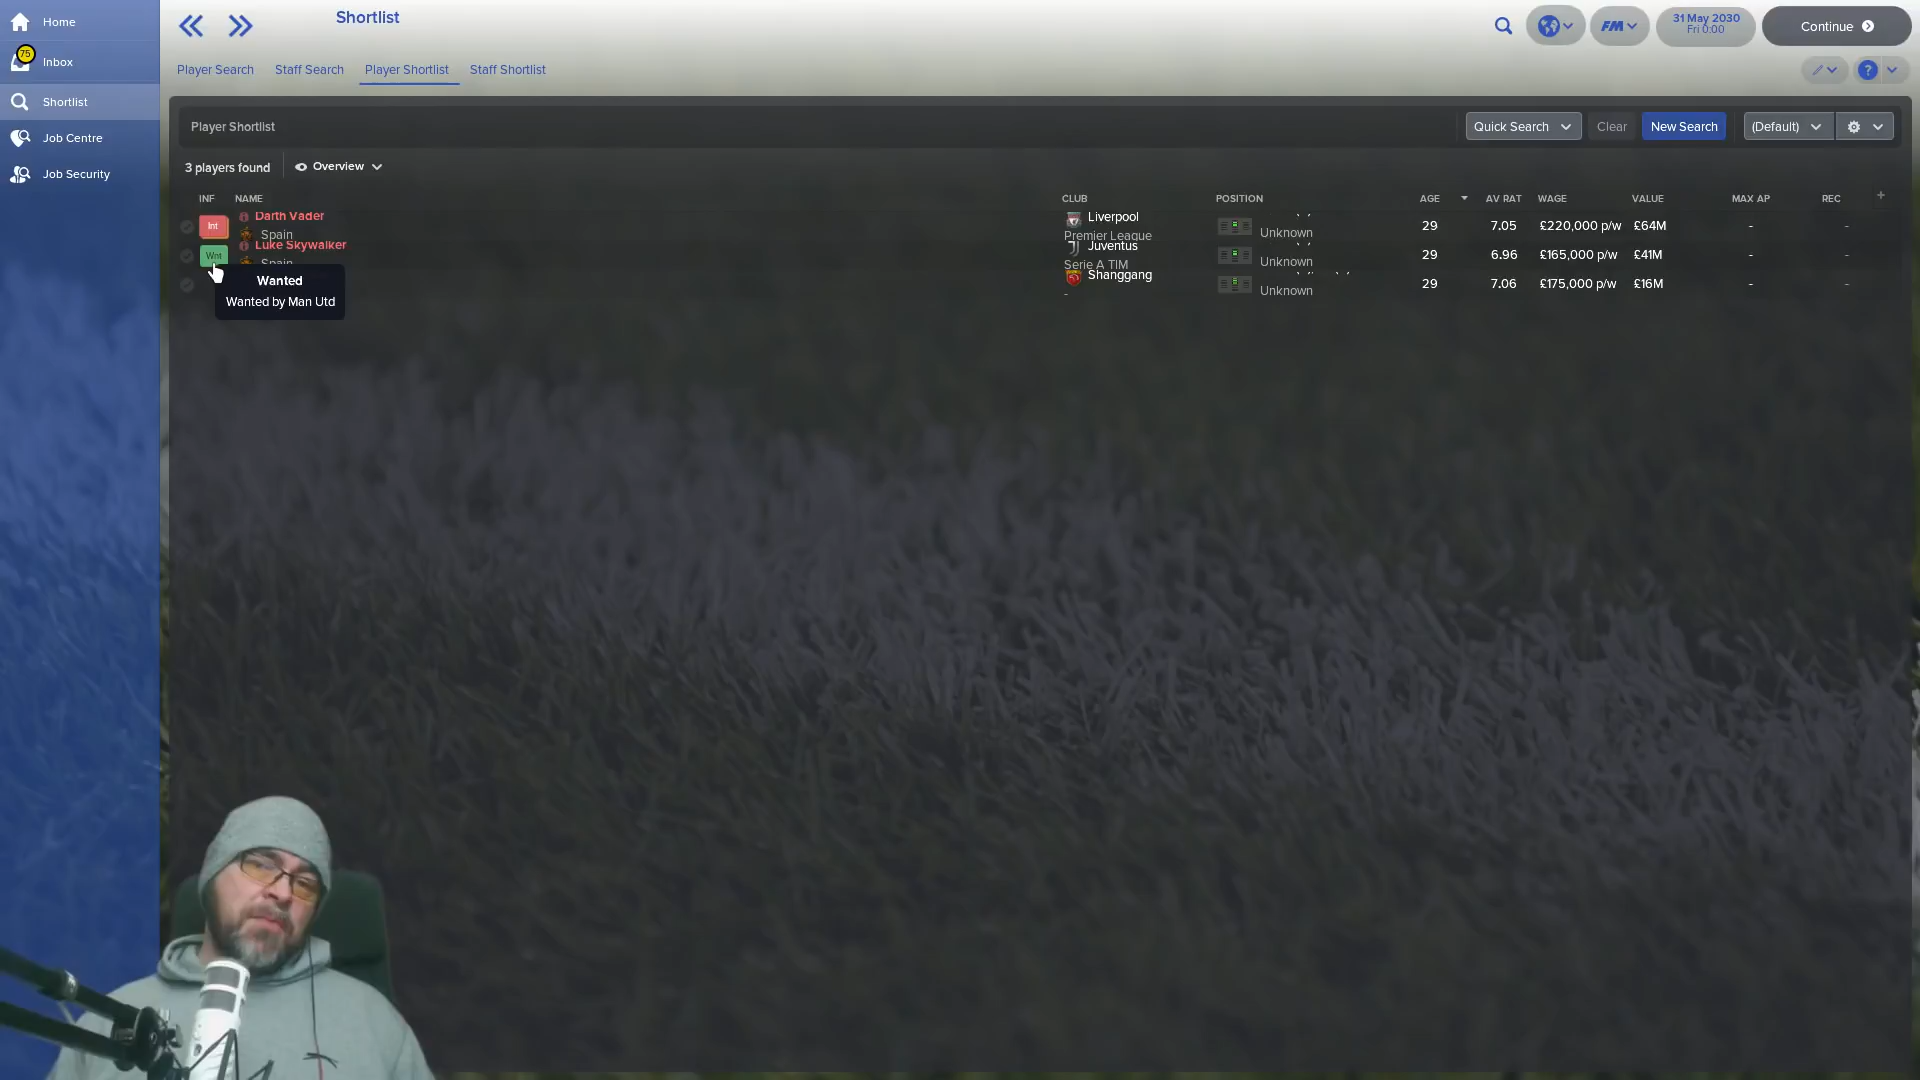 Home
75
Inbox
Shortlist
Job Centre
Job Security
Shortlist
FM
31 May 2030
Fri 0:00
Continue
Player Search
Staff Search
Player Shortlist
Staff Shortlist
?
Player Shortlist
Quick Search
Clear
New Search
(Default)
3 players found
Overview
INF NAME CLUB POSITION AGE AV RAT WAGE VALUE MAX AP REC +
Int Darth Vader Spain Liverpool Premier League Unknown 29 7.05 £220,000 p/w £64M - -
Wnt Luke Skywalker Spain Juventus Serie A TIM Unknown 29 6.96 £165,000 p/w £41M - -
Shanggang - Unknown 29 7.06 £175,000 p/w £16M - -
Wanted
Wanted by Man Utd